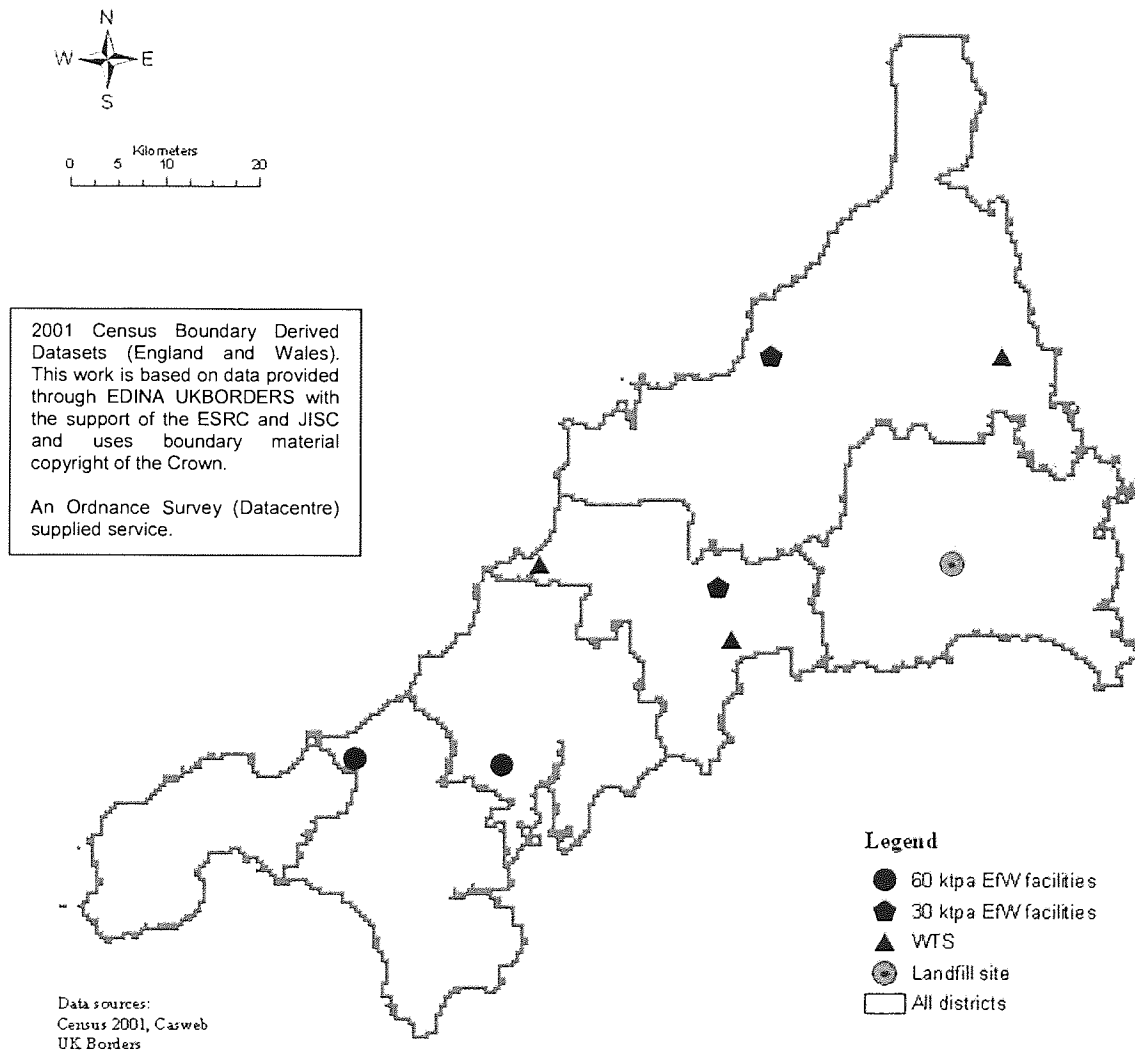 N
W E
S
Kilometers
0 5 10 20
2001 Census Boundary Derived
Datasets (England and Wales).
This work is based on data provided
through EDINA UKBORDERS with
the support of the ESRC and JISC
and uses boundary material
copyright of the Crown.
An Ordnance Survey (Datacentre)
supplied service.
Legend
60 ktpa EfW facilities
30 ktpa EfW facilities
WTS
Landfill site
All districts
Data sources:
Census 2001, Casweb
UK Borders